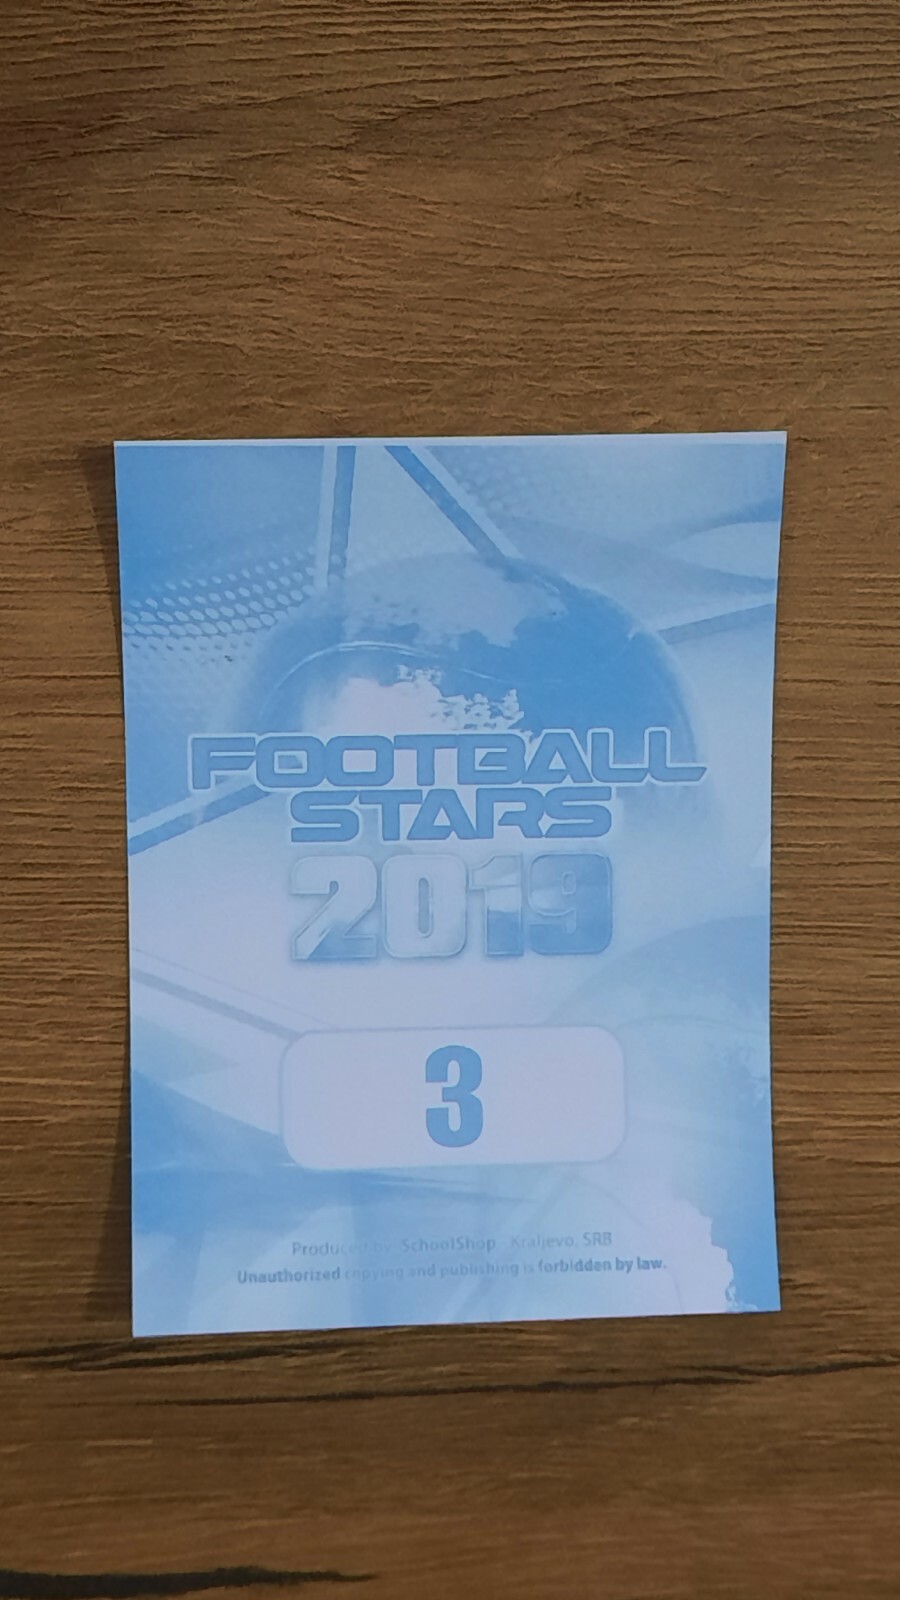 FOOTBALL
STARS
2019
3
Produced by: SchoolShop - Kraljevo, SRB
Unauthorized copying and publishing is forbidden by law.